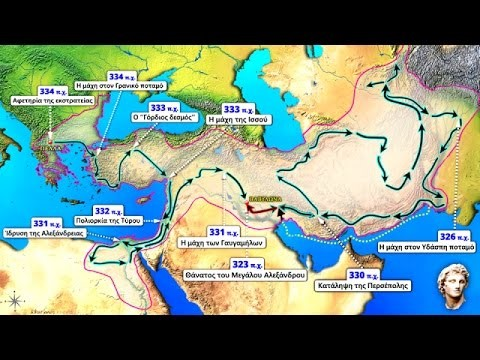 334 π.χ.
Η μάχη στον Γρανικό ποταμό
334 π.χ.
Αφετηρία της εκστρατείας
333 π.χ.
Ο "Γόρδιος δεσμός"
333 π.χ.
Η μάχη της Ισσού
ΠΕΛΛΑ
ΒΑΒΥΛΩΝΑ
332 π.χ.
Πολιορκία της Τύρου
331 π.χ.
Ίδρυση της Αλεξάνδρειας
331 π.χ.
Η μάχη των Γαυγαμήλων
326 π.χ.
Η μάχη στον Υδάσπη ποταμό
323 π.χ.
Θάνατος του Μεγάλου Αλεξάνδρου
330 π.χ.
Κατάληψη της Περσέπολης